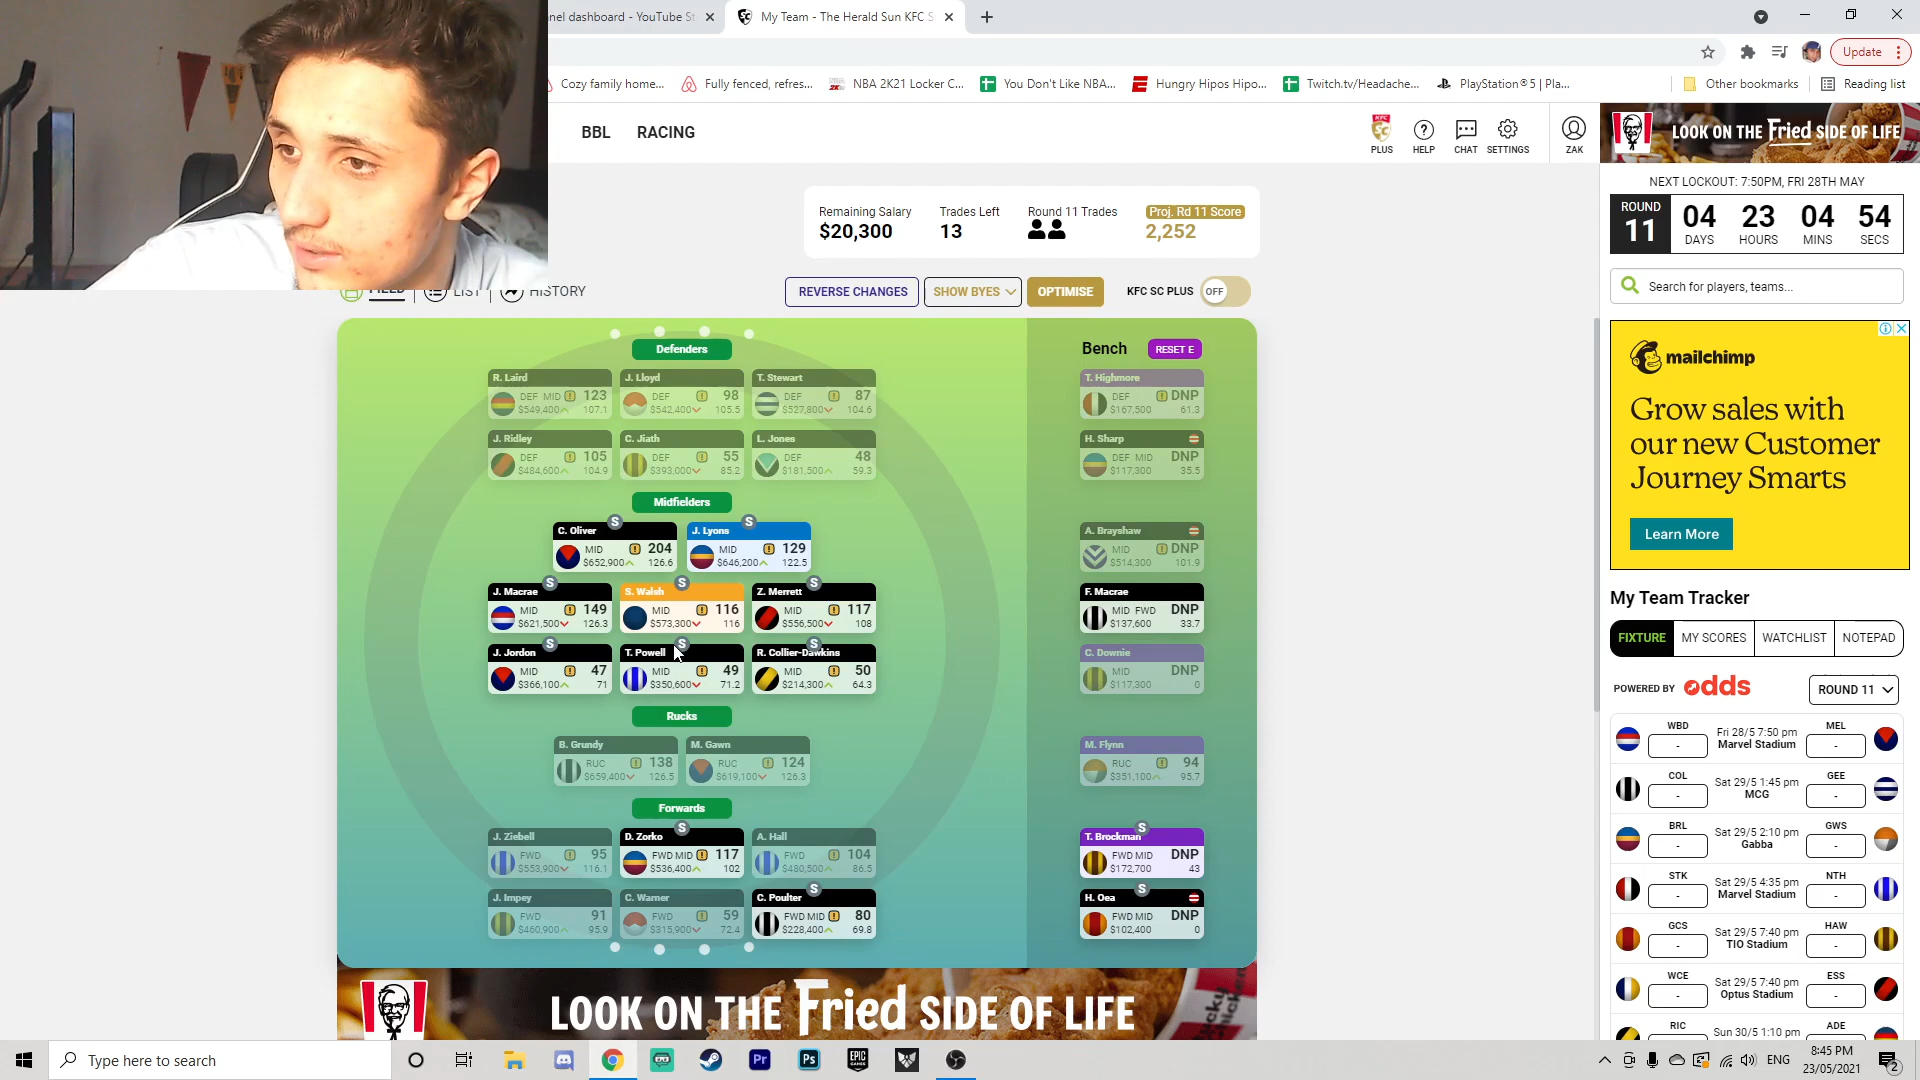 nel dashboard - YouTube St
My Team - The Herald Sun KFC S
Update
Cozy family home...
Fully fenced, refres...
NBA 2K21 Locker C...
You Don't Like NBA...
Hungry Hipos Hipo...
Twitch.tv/Headache...
PlayStation®5 | Pla...
Other bookmarks
Reading list
BBL
RACING
KFC
SC
PLUS
HELP
CHAT
SETTINGS
ZAK
LOOK ON THE Fried SIDE OF LIFE
NEXT LOCKOUT: 7:50PM, FRI 28TH MAY
ROUND 11
04 DAYS
23 HOURS
04 MINS
54 SECS
Search for players, teams...
Remaining Salary
$20,300
Trades Left
13
Round 11 Trades
Proj. Rd 11 Score
2,252
FIELD
LIST
HISTORY
REVERSE CHANGES
SHOW BYES
OPTIMISE
KFC SC PLUS
OFF
Defenders
Bench
RESET E
R. Laird
DEF MID 123
$549,400 107.1
J. Lloyd
DEF 98
$542,400 105.5
T. Stewart
DEF 87
$527,800 104.6
T. Highmore
DEF DNP
$167,500 61.3
J. Ridley
DEF 105
$484,600 104.9
C. Jiath
DEF 55
$393,000 85.2
L. Jones
DEF 48
$181,500 59.3
H. Sharp
DEF MID DNP
$117,300 35.5
Midfielders
S
S
C. Oliver
MID 204
$652,900 126.6
J. Lyons
MID 129
$646,200 122.5
A. Brayshaw
MID DNP
$514,300 101.9
S
S
S
J. Macrae
MID 149
$621,500 126.3
S. Walsh
MID 116
$573,300 116
Z. Merrett
MID 117
$556,500 108
F. Macrae
MID FWD DNP
$137,600 33.7
S
S
S
J. Jordon
MID 47
$366,100 71
T. Powell
MID 49
$350,600 71.2
R. Collier-Dawkins
MID 50
$214,300 64.3
C. Downie
MID DNP
$117,300 0
Rucks
B. Grundy
RUC 138
$659,400 126.5
M. Gawn
RUC 124
$619,100 126.3
M. Flynn
RUC 94
$351,100 95.7
Forwards
S
S
J. Ziebell
FWD 95
$553,900 116.1
D. Zorko
FWD MID 117
$536,400 102
A. Hall
FWD 104
$480,500 86.5
T. Brockman
FWD MID DNP
$172,700 43
S
S
J. Impey
FWD 91
$460,900 95.9
C. Warner
FWD 59
$315,900 72.4
C. Poulter
FWD MID 80
$228,400 69.8
H. Oea
FWD MID DNP
$102,400 0
LOOK ON THE Fried SIDE OF LIFE
mailchimp
Grow sales with
our new Customer
Journey Smarts
Learn More
My Team Tracker
FIXTURE
MY SCORES
WATCHLIST
NOTEPAD
POWERED BY odds
ROUND 11
WBD
-
Fri 28/5 7:50 pm
Marvel Stadium
MEL
-
COL
-
Sat 29/5 1:45 pm
MCG
GEE
-
BRL
-
Sat 29/5 2:10 pm
Gabba
GWS
-
STK
-
Sat 29/5 4:35 pm
Marvel Stadium
NTH
-
GCS
-
Sat 29/5 7:40 pm
TIO Stadium
HAW
-
WCE
-
Sat 29/5 7:40 pm
Optus Stadium
ESS
-
RIC
Sun 30/5 1:10 pm
ADE
Type here to search
Pr
Ps
EPIC GAMES
ENG
8:45 PM
23/05/2021
2